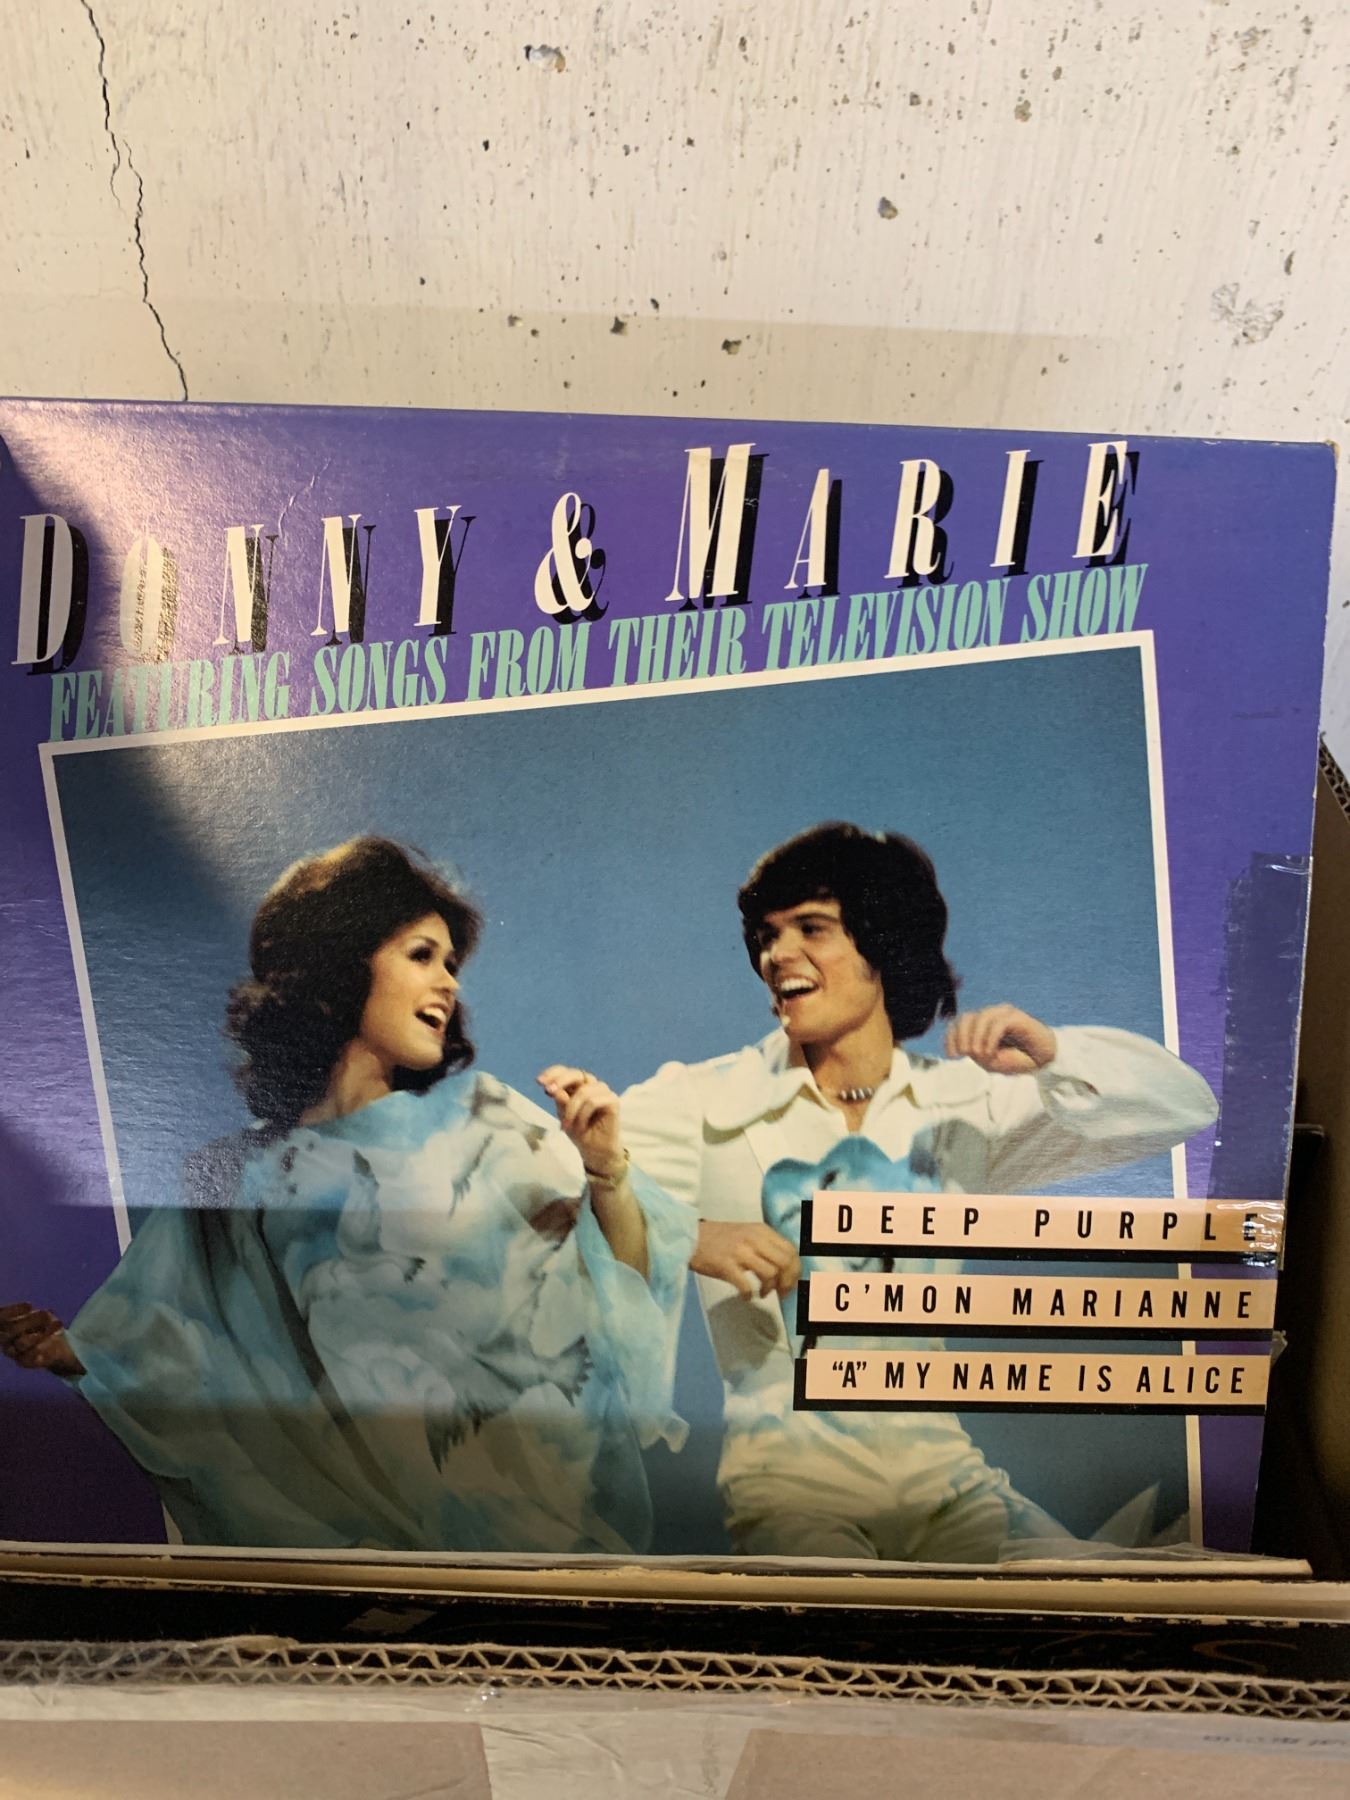 DONNY & MARIE
FEATURING SONGS FROM THEIR TELEVISION SHOW
DEEP PURPLE
C'MON MARIANNE
"A" MY NAME IS ALICE